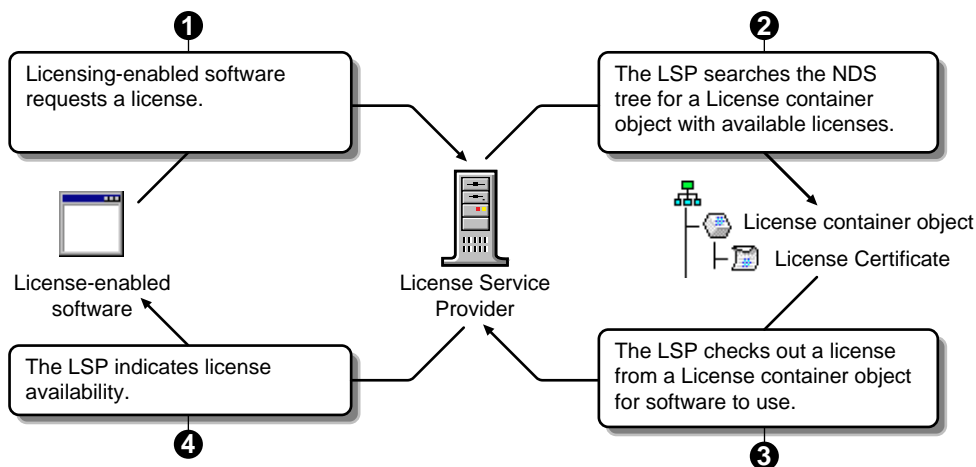 1
Licensing-enabled software
requests a license.
2
The LSP searches the NDS
tree for a License container
object with available licenses.
License-enabled
software
License Service
Provider
License container object
License Certificate
The LSP checks out a license
from a License container object
for software to use.
3
The LSP indicates license
availability.
4